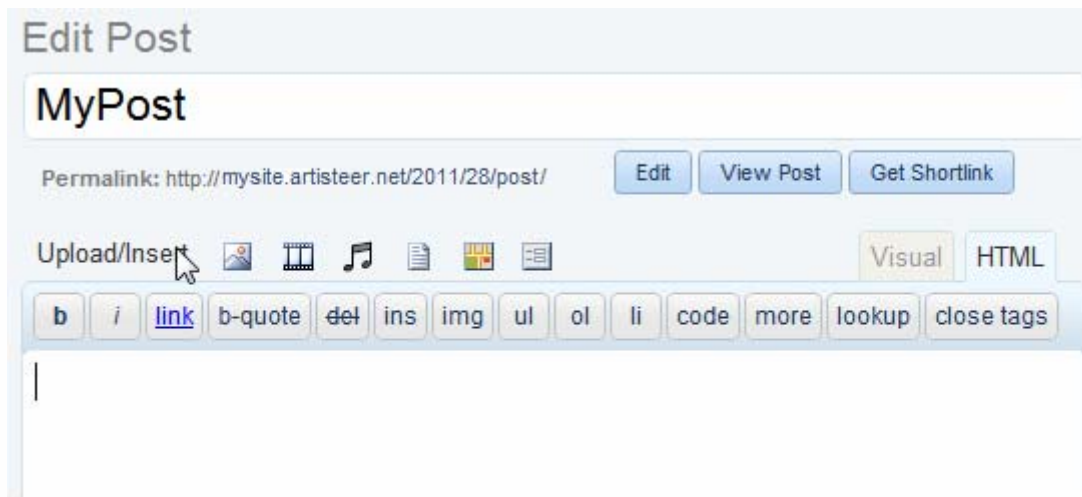 Edit Post
MyPost
Permalink: http://mysite.artisteer.net/2011/28/post/ Edit View Post Get Shortlink
Upload/Insert Visual HTML
b i link b-quote del ins img ul ol li code more lookup close tags